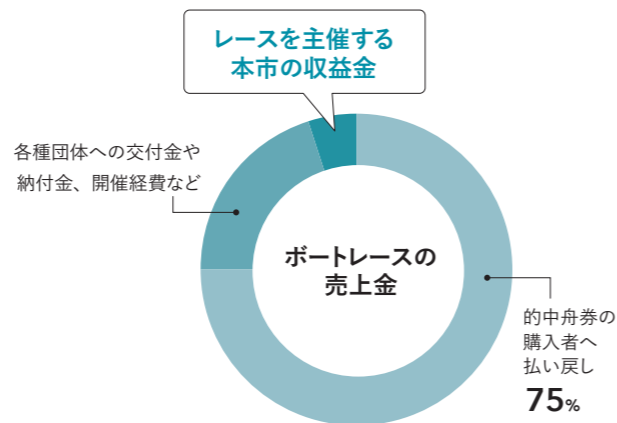 レースを主催する
本市の収益金
各種団体への交付金や
納付金、開催経費など
ボートレースの
売上金
的中舟券の
購入者へ
払い戻し
75%